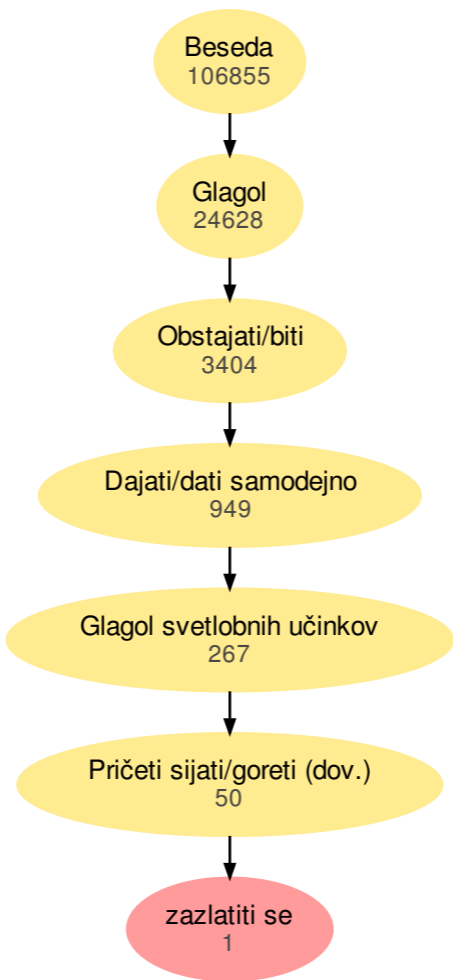 Beseda
106855
Glagol
24628
Obstajati/biti
3404
Dajati/dati samodejno
949
Glagol svetlobnih učinkov
267
Pričeti sijati/goreti (dov.)
50
zazlatiti se
1